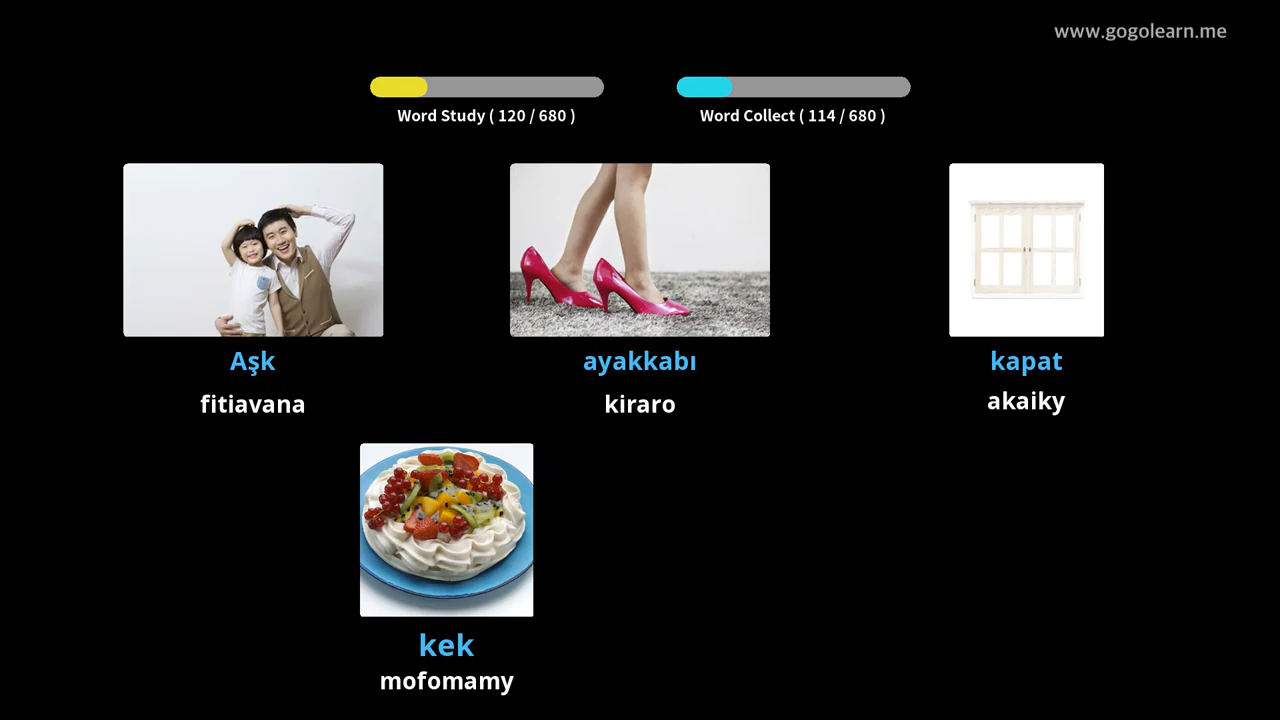 www.gogolearn.me
Word Study ( 120 / 680 )
Word Collect ( 114 / 680 )
Aşk
fitiavana
ayakkabı
kiraro
kapat
akaiky
kek
mofomamy